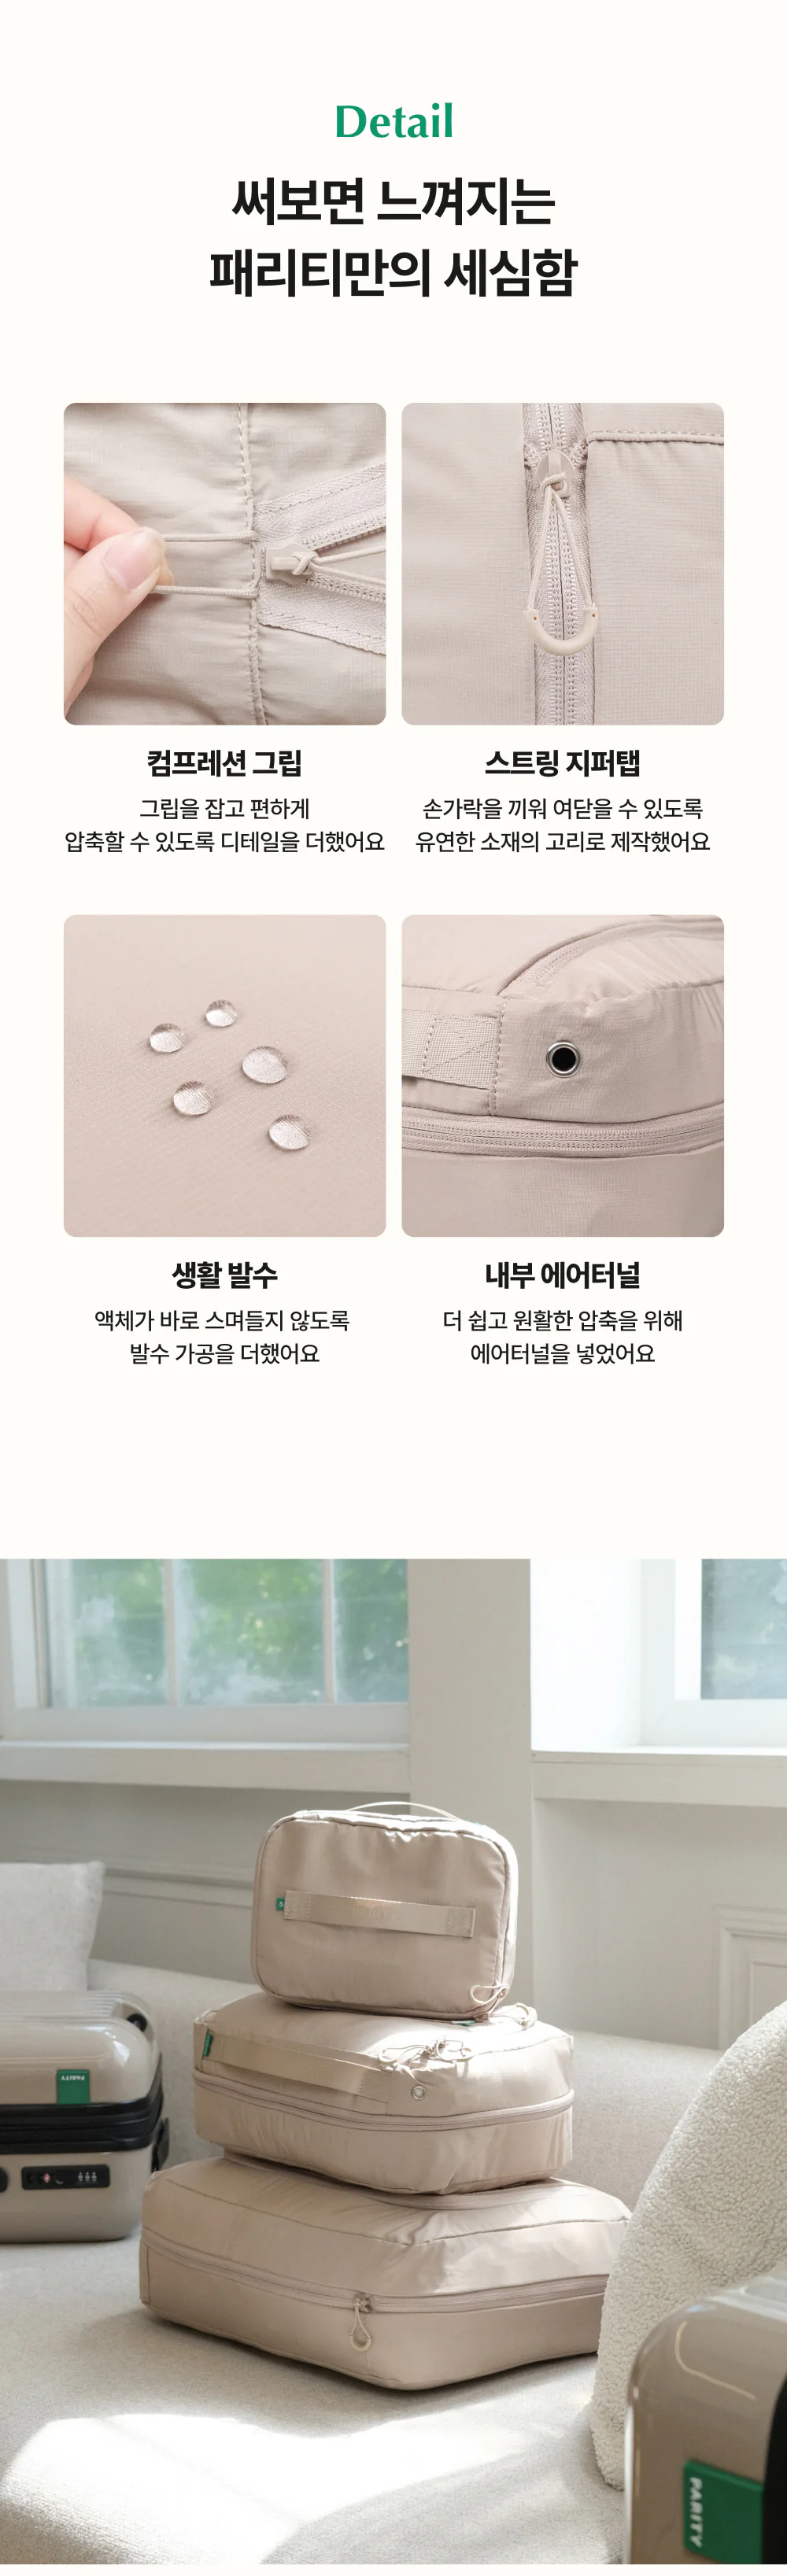 Detail
써보면 느껴지는
패리티만의 세심함
컴프레션 그립
그립을 잡고 편하게
압축할 수 있도록 디테일을 더했어요
스트링 지퍼탭
손가락을 끼워 여닫을 수 있도록
유연한 소재의 고리로 제작했어요
생활 발수
액체가 바로 스며들지 않도록
발수 가공을 더했어요
내부 에어터널
더 쉽고 원활한 압축을 위해
에어터널을 넣었어요
PARITY
PARITY